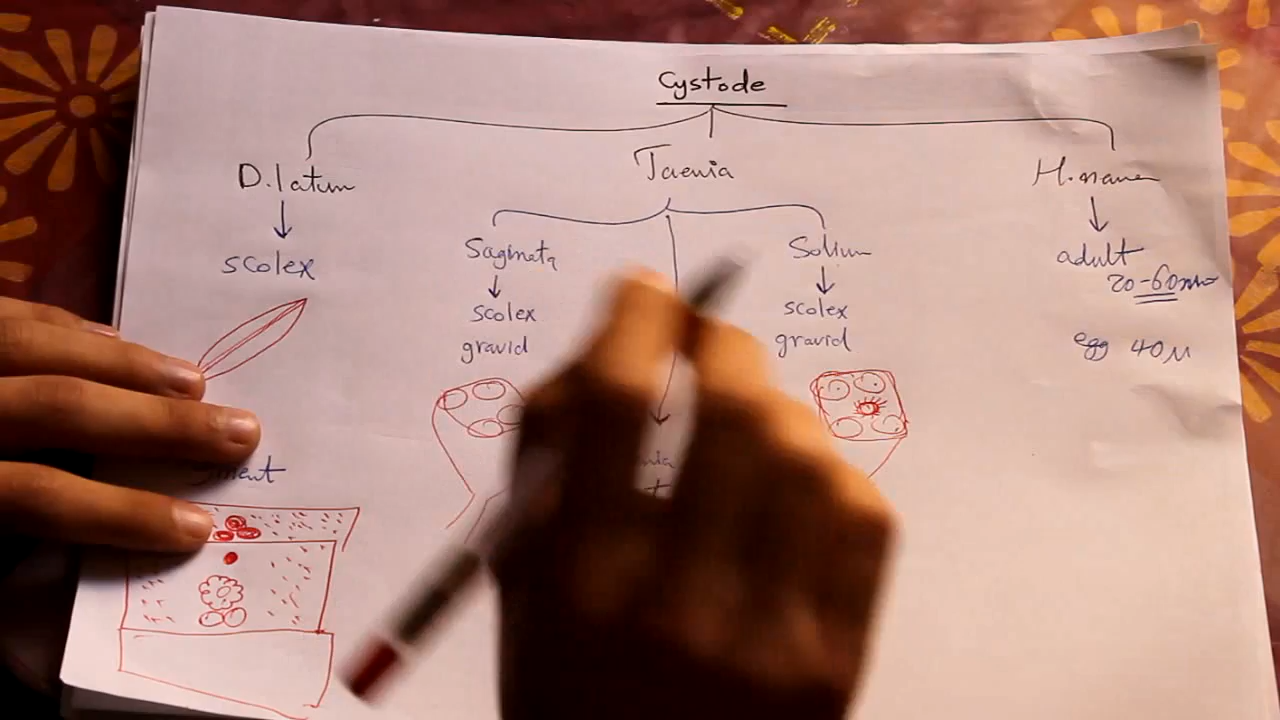 Cystode
D.latum
Taenia
H.nana
scolex
Saginata
Solium
adult
20-60mm
scolex
gravid
scolex
gravid
egg 40µ